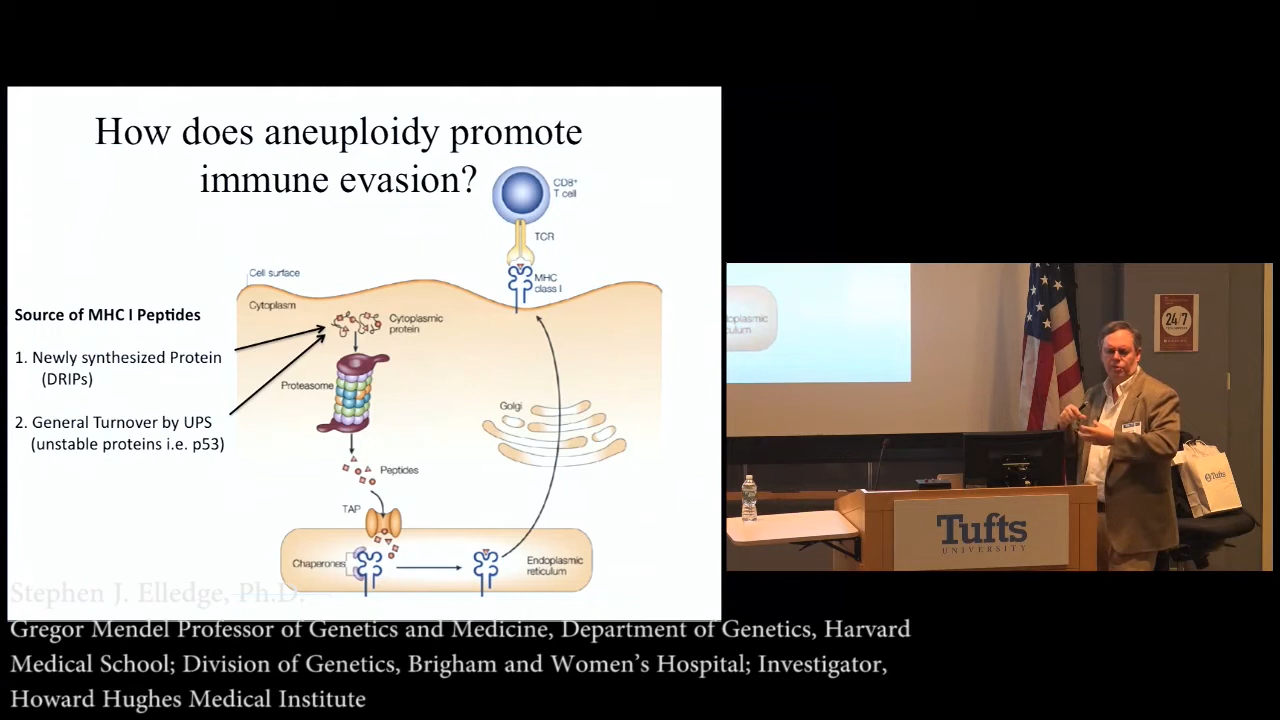 How does aneuploidy promote
immune evasion?
CD8+
T cell
TCR
MHC
class I
Cell surface
Cytoplasm
Cytoplasmic
protein
Source of MHC I Peptides
1. Newly synthesized Protein
(DRIPs)
2. General Turnover by UPS
(unstable proteins i.e. p53)
Proteasome
Golgi
Peptides
TAP
Chaperones
Endoplasmic
reticulum
oplasmic
culum
24/7
Tufts
Tufts
UNIVERSITY
Stephen J. Elledge, Ph.D.
Gregor Mendel Professor of Genetics and Medicine, Department of Genetics, Harvard
Medical School; Division of Genetics, Brigham and Women's Hospital; Investigator,
Howard Hughes Medical Institute